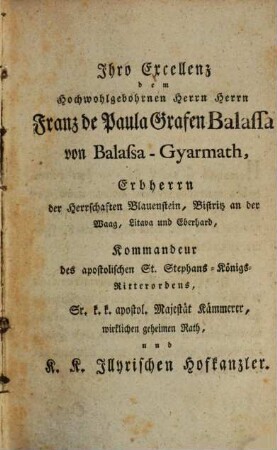 Ihro Excellenz
dem
Hochwohlgebohrnen Herrn Herrn
Franz de Paula Grafen Balassa
von Balassa-Gyarmath,
Erbherrn
der Herrschaften Blauenstein, Bistritz an der
Waag, Litava und Eberhard,
Kommandeur
des apostolischen St. Stephans-Königs-
Ritterordens,
Sr. k. k. apostol. Majestät Kämmerer,
wirklichen geheimen Rath,
und
K. K. Illyrischen Hofkanzler.